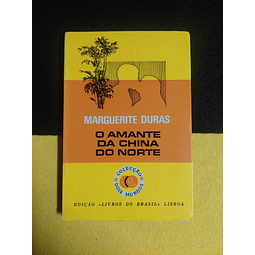 MARGUERITE DURAS
O AMANTE
DA CHINA
DO NORTE
COLECÇÃO
DOIS MUNDOS
EDIÇÃO «LIVROS DO BRASIL» LISBOA